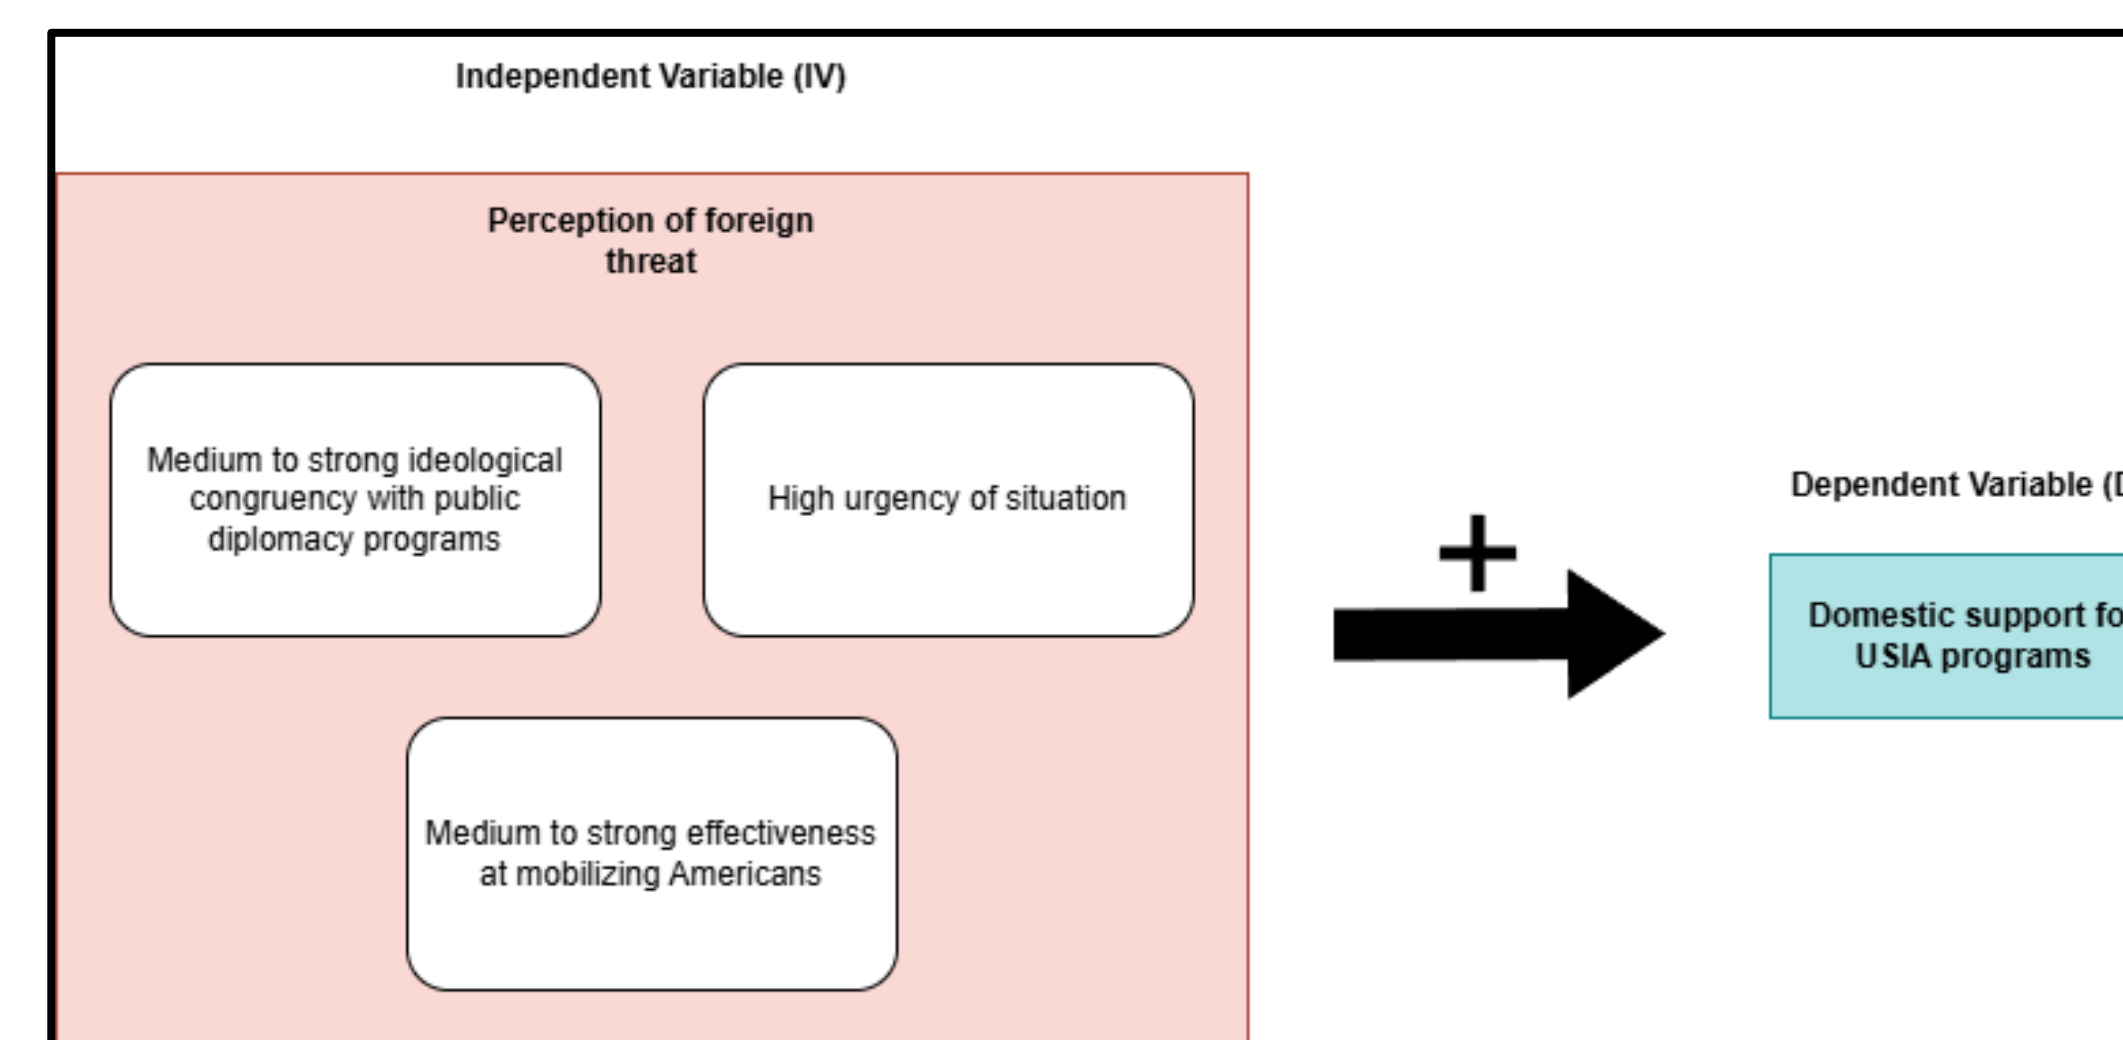 Independent Variable (IV)
Perception of foreign
threat
Medium to strong ideological
congruency with public
diplomacy programs
High urgency of situation
Medium to strong effectiveness
at mobilizing Americans
+
Dependent Variable (D
Domestic support fo
USIA programs